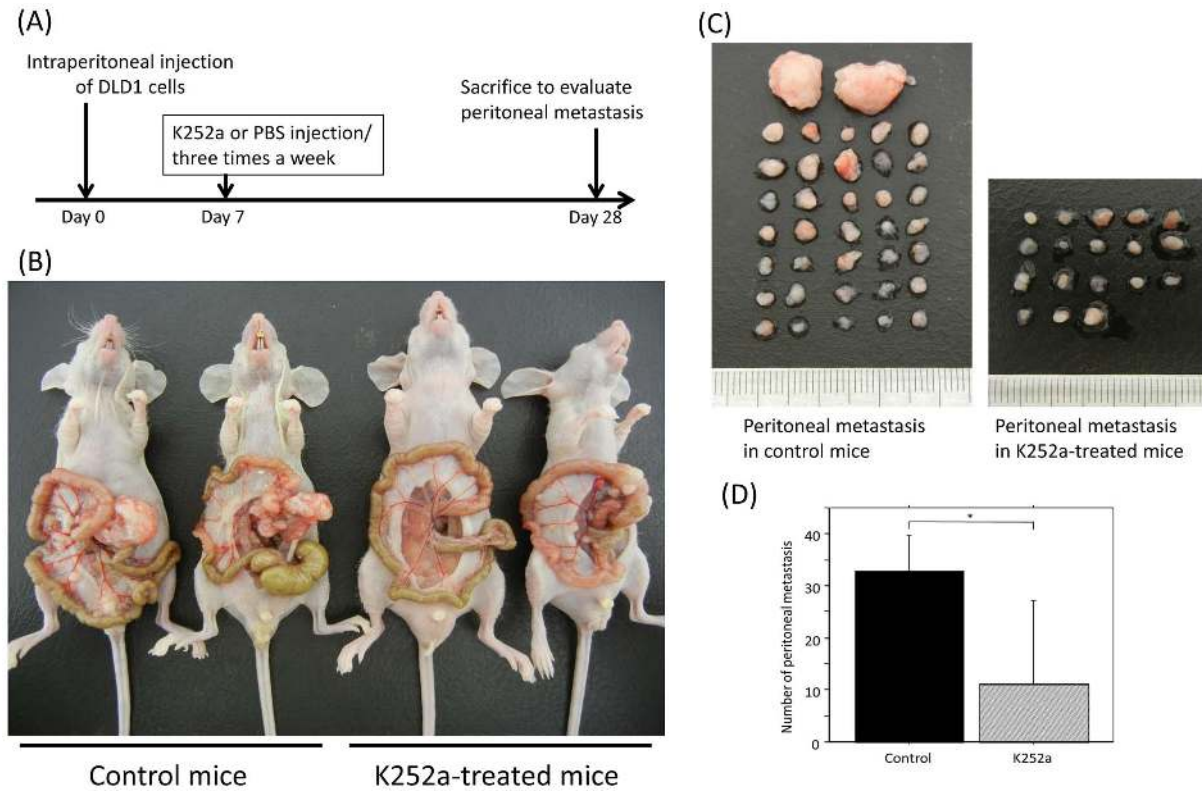 (A)
Intraperitoneal injection
of DLD1 cells
K252a or PBS injection/
three times a week
Sacrifice to evaluate
peritoneal metastasis
Day 0
Day 7
Day 28
(B)
Control mice
K252a-treated mice
(C)
Peritoneal metastasis
in control mice
Peritoneal metastasis
in K252a-treated mice
(D)
Number of peritoneal metastasis
40
30
20
10
0
*
Control
K252a